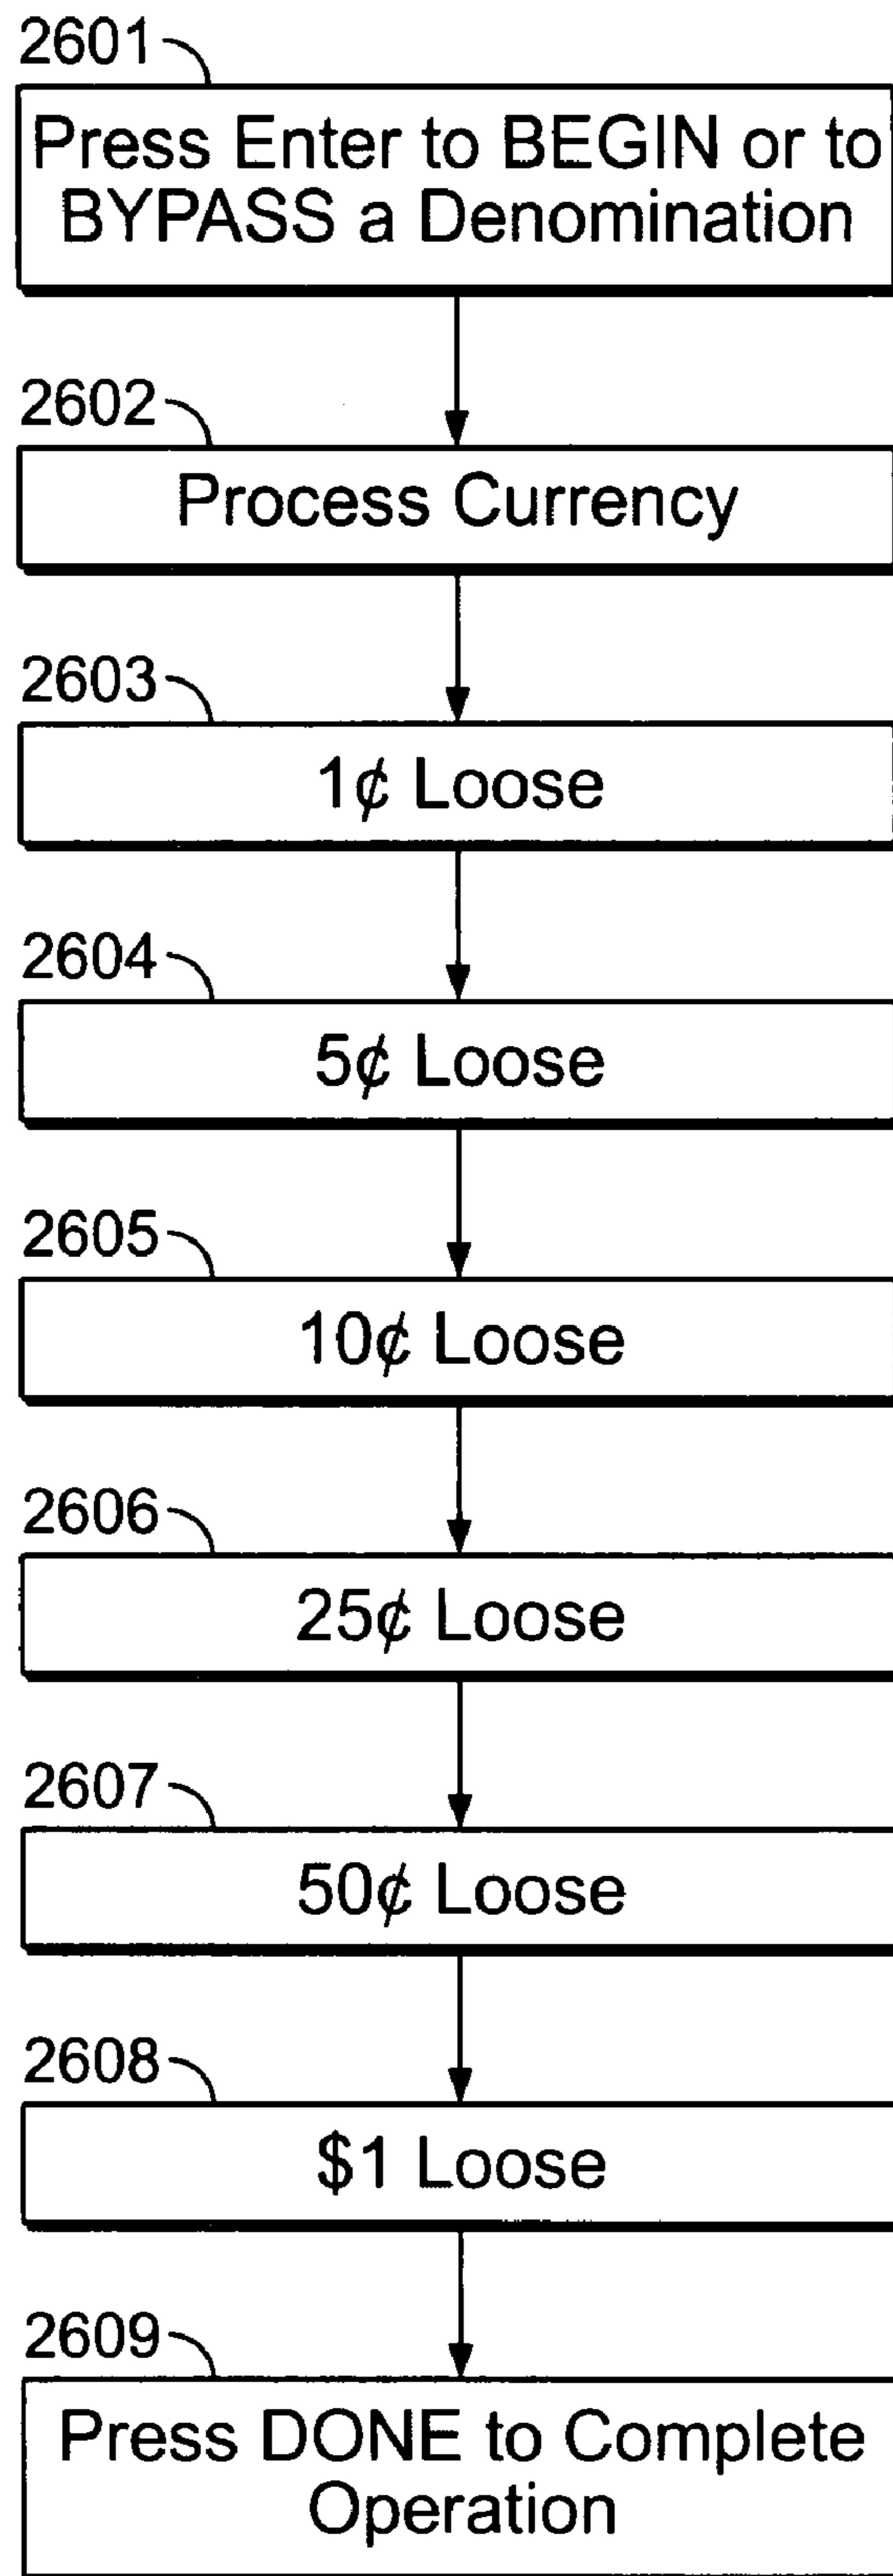 2601
Press Enter to BEGIN or to
BYPASS a Denomination
2602
Process Currency
2603
1¢ Loose
2604
5¢ Loose
2605
10¢ Loose
2606
25¢ Loose
2607
50¢ Loose
2608
$1 Loose
2609
Press DONE to Complete
Operation